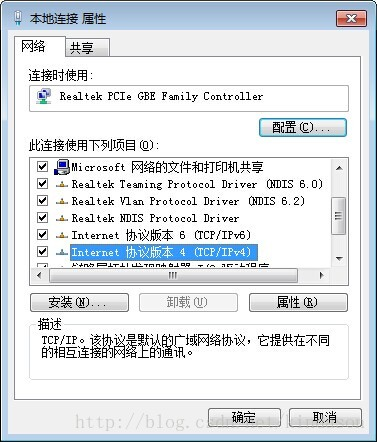 本地连接 属性
网络 共享
连接时使用:
Realtek PCIe GBE Family Controller
配置(C)...
此连接使用下列项目(O):
Microsoft 网络的文件和打印机共享
Realtek Teaming Protocol Driver (NDIS 6.0)
Realtek Vlan Protocol Driver (NDIS 6.2)
Realtek NDIS Protocol Driver
Internet 协议版本 6 (TCP/IPv6)
Internet 协议版本 4 (TCP/IPv4)
安装(N)... 卸载(U) 属性(R)
描述
TCP/IP。该协议是默认的广域网络协议，它提供在不同
的相互连接的网络上的通讯。
http://blog.csdn.net/
确定 取消